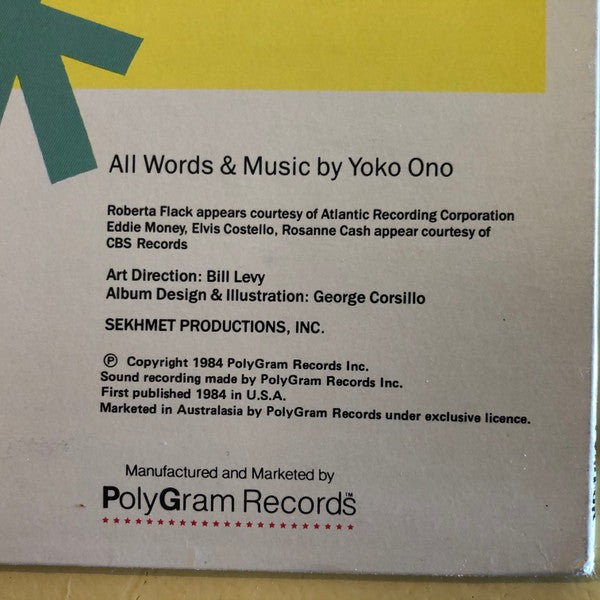 All Words & Music by Yoko Ono
Roberta Flack appears courtesy of Atlantic Recording Corporation
Eddie Money, Elvis Costello, Rosanne Cash appear courtesy of
CBS Records
Art Direction: Bill Levy
Album Design & Illustration: George Corsillo
SEKHMET PRODUCTIONS, INC.
Ⓟ Copyright 1984 PolyGram Records Inc.
Sound recording made by PolyGram Records Inc.
First published 1984 in U.S.A.
Marketed in Australasia by PolyGram Records under exclusive licence.
Manufactured and Marketed by
PolyGram Records™